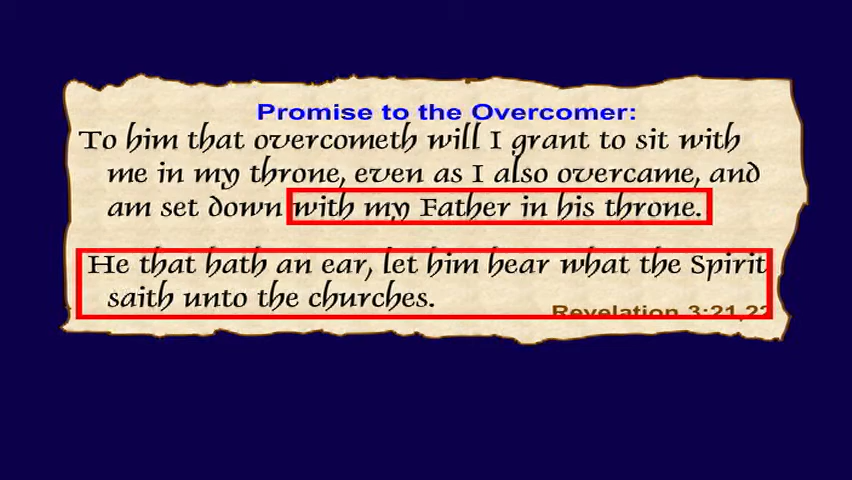 Promise to the Overcomer:
To him that overcometh will I grant to sit with
me in my throne, even as I also overcame, and
am set down with my Father in his throne.
He that hath an ear, let him hear what the Spirit
saith unto the churches.
Revelation 3:21,22